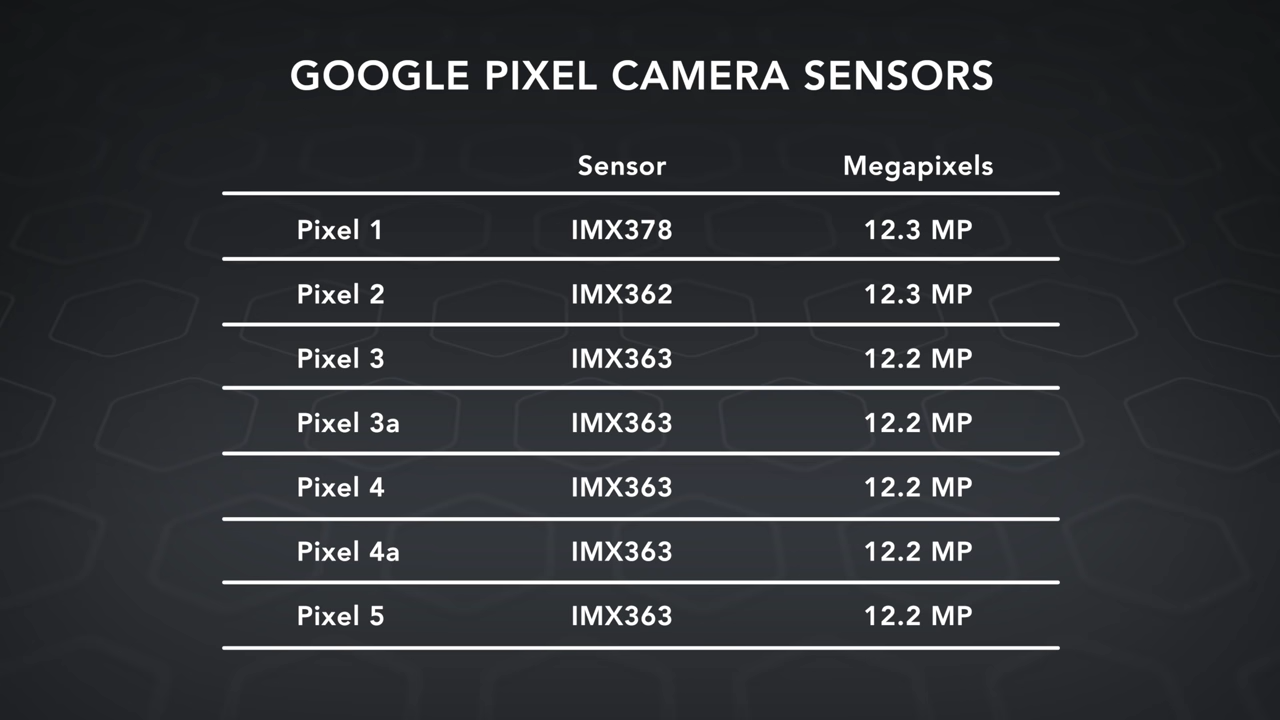 GOOGLE PIXEL CAMERA SENSORS
Sensor Megapixels
Pixel 1 IMX378 12.3 MP
Pixel 2 IMX362 12.3 MP
Pixel 3 IMX363 12.2 MP
Pixel 3a IMX363 12.2 MP
Pixel 4 IMX363 12.2 MP
Pixel 4a IMX363 12.2 MP
Pixel 5 IMX363 12.2 MP